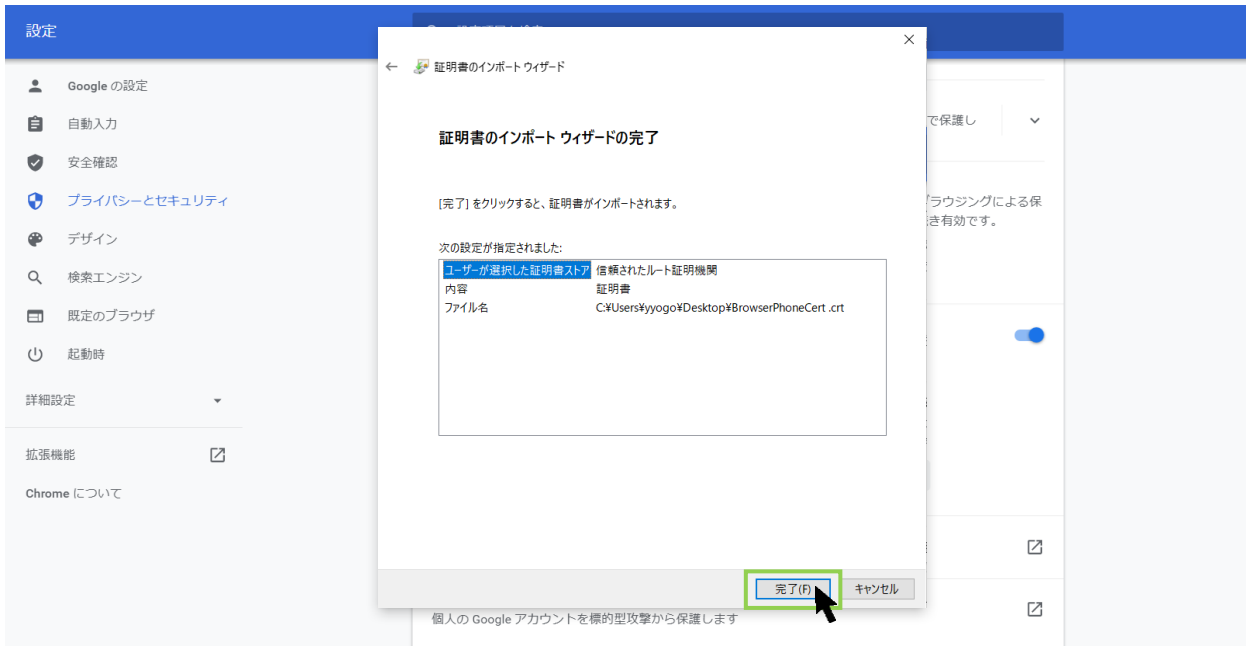 設定
Google の設定
自動入力
安全確認
プライバシーとセキュリティ
デザイン
検索エンジン
既定のブラウザ
起動時
詳細設定
拡張機能
Chrome について
証明書のインポート ウィザード
証明書のインポート ウィザードの完了
[完了] をクリックすると、証明書がインポートされます。
次の設定が指定されました:
ユーザーが選択した証明書ストア 信頼されたルート証明機関
内容 証明書
ファイル名 C:¥Users¥yyogo¥Desktop¥BrowserPhoneCert .crt
完了(F)
キャンセル
で保護し
ラウジングによる保
き有効です。
個人の Google アカウントを標的型攻撃から保護します